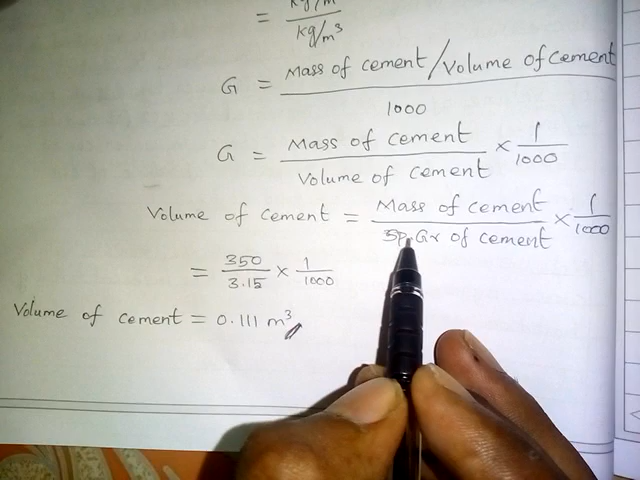 = kg/m³ / kg/m³
G = Mass of cement/Volume of cement / 1000
G = Mass of cement / Volume of cement × 1/1000
Volume of cement = Mass of cement / Sp.Gr of cement × 1/1000
= 350/3.15 × 1/1000
Volume of cement = 0.111 m³